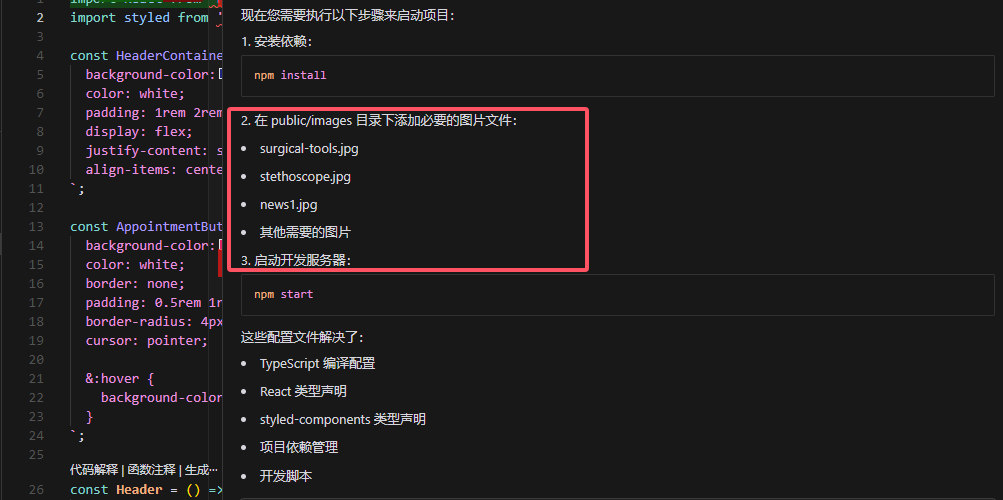 1
2 import styled from '
3
4 const HeaderContaine
5 background-color:
6 color: white;
7 padding: 1rem 2rem
8 display: flex;
9 justify-content: s
10 align-items: cente
11 `;
12
13 const AppointmentBut
14 background-color:
15 color: white;
16 border: none;
17 padding: 0.5rem 1r
18 border-radius: 4px
19 cursor: pointer;
20
21 &:hover {
22 background-color
23 }
24 `;
25
代码解释 | 函数注释 | 生成…
26 const Header = () =>
现在您需要执行以下步骤来启动项目：
1. 安装依赖：
npm install
2. 在 public/images 目录下添加必要的图片文件：
• surgical-tools.jpg
• stethoscope.jpg
• news1.jpg
• 其他需要的图片
3. 启动开发服务器：
npm start
这些配置文件解决了：
• TypeScript 编译配置
• React 类型声明
• styled-components 类型声明
• 项目依赖管理
• 开发脚本